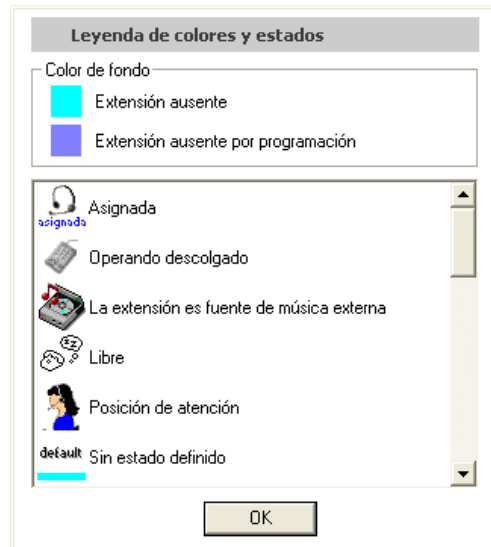 Leyenda de colores y estados
Color de fondo
Extensión ausente
Extensión ausente por programación
asignada Asignada
Operando descolgado
La extensión es fuente de música externa
zz Libre
Posición de atención
default Sin estado definido
OK